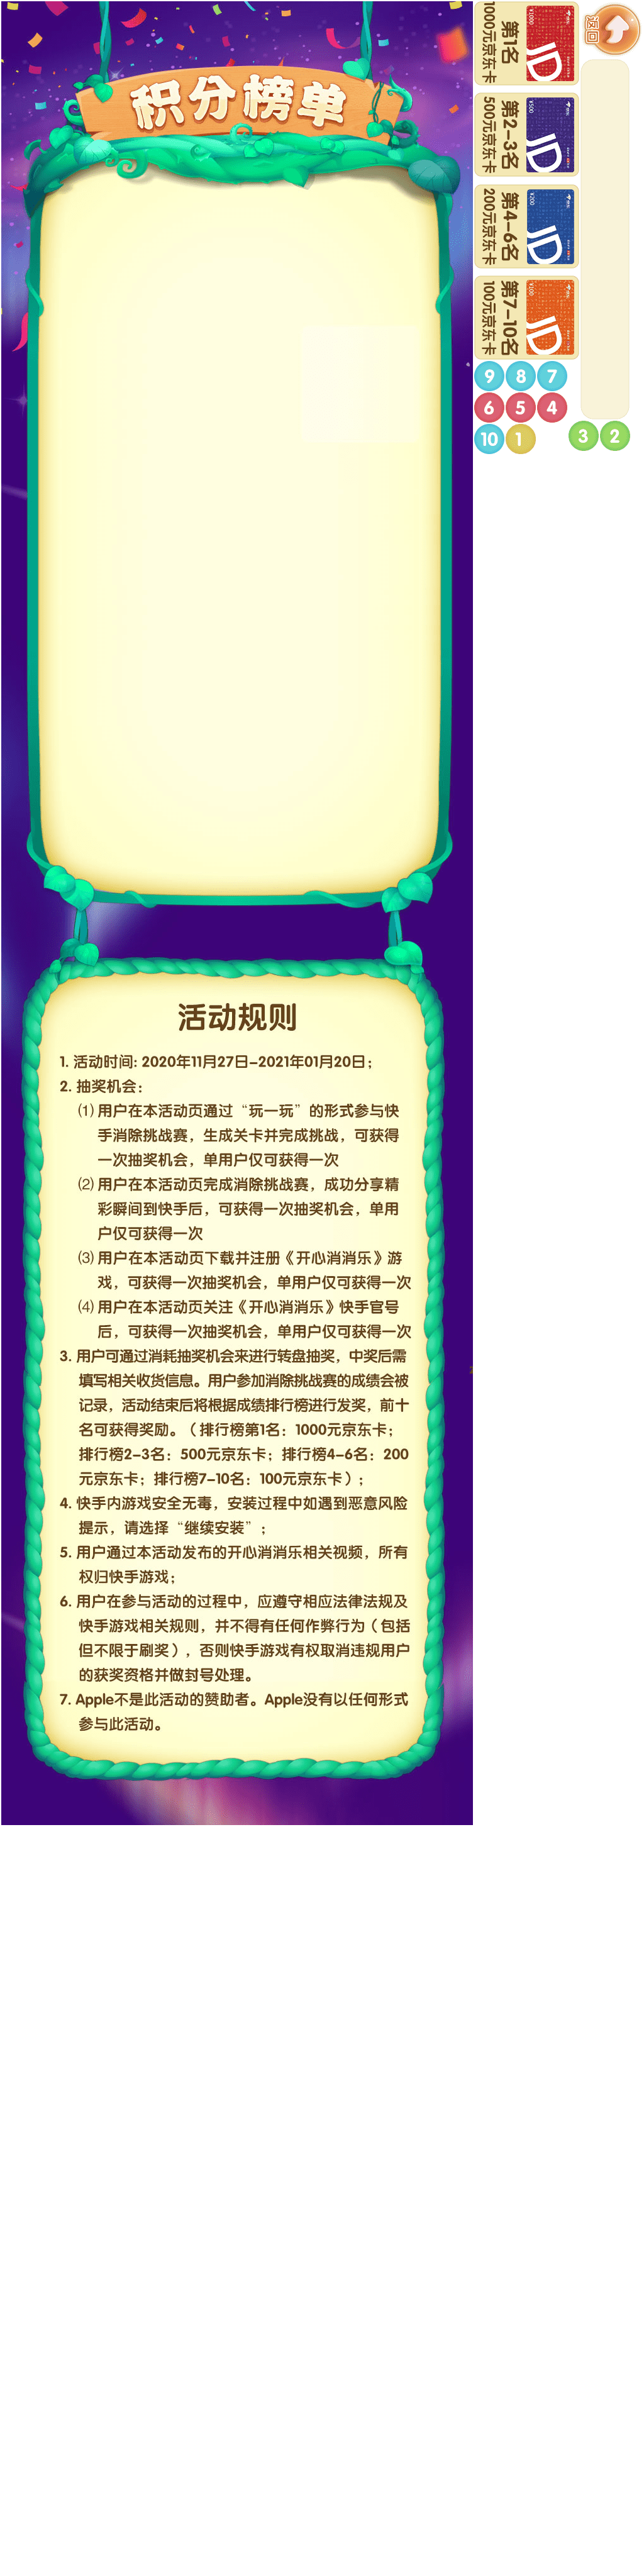 积分榜单
活动规则
1. 活动时间: 2020年11月27日-2021年01月20日;
2. 抽奖机会:
(1) 用户在本活动页通过“玩一玩”的形式参与快
手消除挑战赛，生成关卡并完成挑战，可获得
一次抽奖机会，单用户仅可获得一次
(2) 用户在本活动页完成消除挑战赛，成功分享精
彩瞬间到快手后，可获得一次抽奖机会，单用
户仅可获得一次
(3) 用户在本活动页下载并注册《开心消消乐》游
戏，可获得一次抽奖机会，单用户仅可获得一次
(4) 用户在本活动页关注《开心消消乐》快手官号
后，可获得一次抽奖机会，单用户仅可获得一次
3. 用户可通过消耗抽奖机会来进行转盘抽奖，中奖后需
填写相关收货信息。用户参加消除挑战赛的成绩会被
记录，活动结束后将根据成绩排行榜进行发奖，前十
名可获得奖励。（排行榜第1名：1000元京东卡；
排行榜2-3名：500元京东卡；排行榜4-6名：200
元京东卡；排行榜7-10名：100元京东卡）；
4. 快手内游戏安全无毒，安装过程中如遇到恶意风险
提示，请选择“继续安装”；
5. 用户通过本活动发布的开心消消乐相关视频，所有
权归快手游戏；
6. 用户在参与活动的过程中，应遵守相应法律法规及
快手游戏相关规则，并不得有任何作弊行为（包括
但不限于刷奖），否则快手游戏有权取消违规用户
的获奖资格并做封号处理。
7. Apple不是此活动的赞助者。Apple没有以任何形式
参与此活动。
返回
¥1000
JD
第1名
1000元京东卡
¥500
JD
第2-3名
500元京东卡
¥200
JD
第4-6名
200元京东卡
¥100
JD
第7-10名
100元京东卡
9 8 7
6 5 4
10 1
3 2